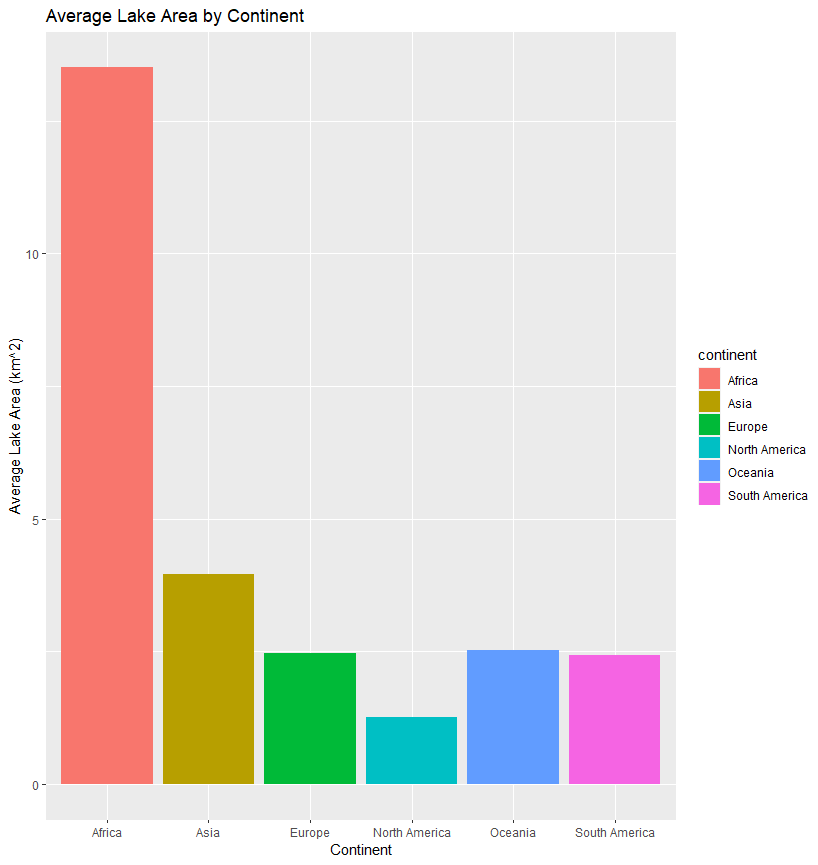 Average Lake Area by Continent
Average Lake Area (km^2)
10
5
0
Africa
Asia
Europe
North America
Oceania
South America
Continent
continent
Africa
Asia
Europe
North America
Oceania
South America